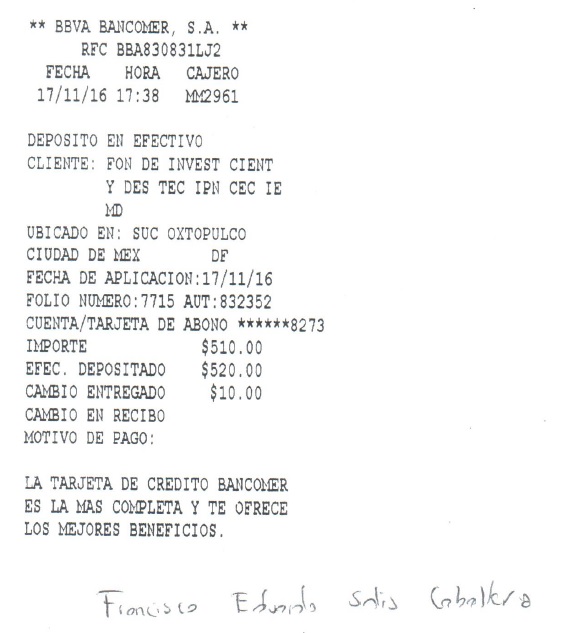 ** BBVA BANCOMER, S.A. **
RFC BBA830831LJ2
FECHA HORA CAJERO
17/11/16 17:38 MM2961
DEPOSITO EN EFECTIVO
CLIENTE: FON DE INVEST CIENT
Y DES TEC IPN CEC IE
MD
UBICADO EN: SUC OXTOPULCO
CIUDAD DE MEX DF
FECHA DE APLICACION:17/11/16
FOLIO NUMERO:7715 AUT:832352
CUENTA/TARJETA DE ABONO ******8273
IMPORTE $510.00
EFEC. DEPOSITADO $520.00
CAMBIO ENTREGADO $10.00
CAMBIO EN RECIBO
MOTIVO DE PAGO:
LA TARJETA DE CREDITO BANCOMER
ES LA MAS COMPLETA Y TE OFRECE
LOS MEJORES BENEFICIOS.
Francisco Eduardo Solis Caballero